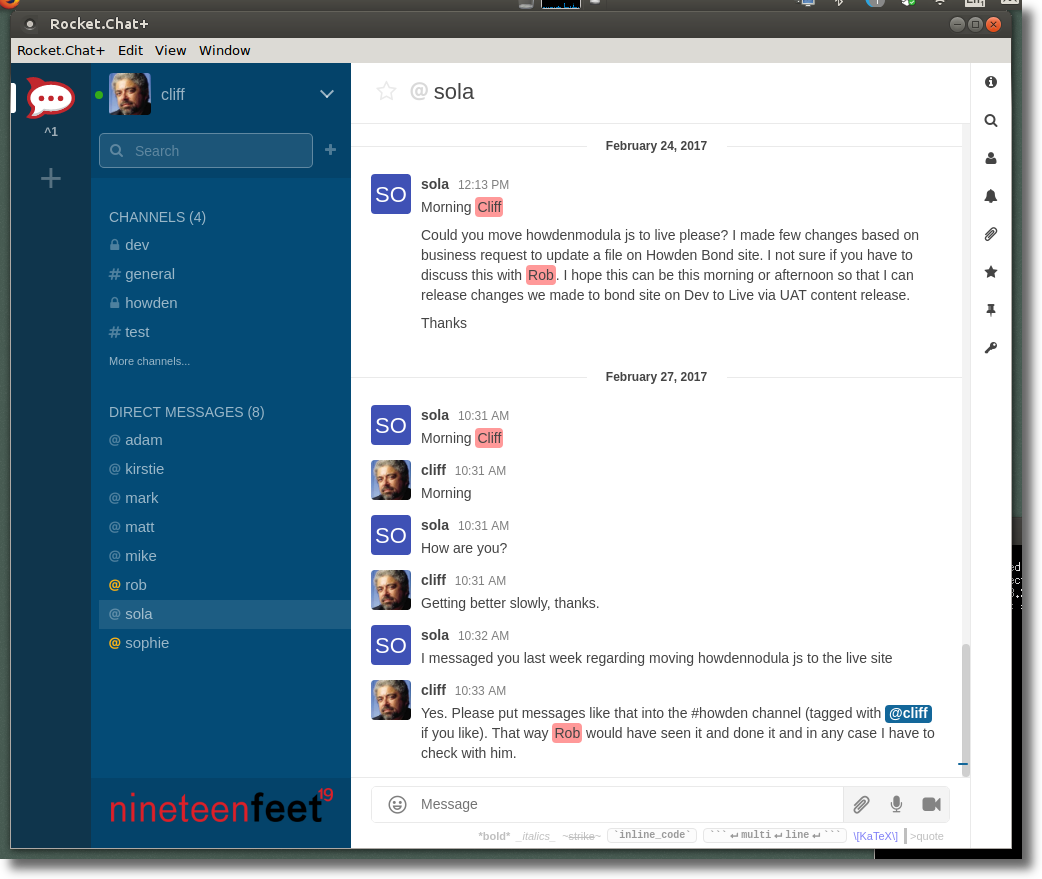 Rocket.Chat+
Rocket.Chat+ Edit View Window
^1
cliff
Search
CHANNELS (4)
dev
# general
howden
# test
More channels...
DIRECT MESSAGES (8)
@ adam
@ kirstie
@ mark
@ matt
@ mike
@ rob
@ sola
@ sophie
nineteenfeet19
@ sola
February 24, 2017
SO
sola 12:13 PM
Morning Cliff
Could you move howdenmodula js to live please? I made few changes based on
business request to update a file on Howden Bond site. I not sure if you have to
discuss this with Rob. I hope this can be this morning or afternoon so that I can
release changes we made to bond site on Dev to Live via UAT content release.
Thanks
February 27, 2017
SO
sola 10:31 AM
Morning Cliff
cliff 10:31 AM
Morning
SO
sola 10:31 AM
How are you?
cliff 10:31 AM
Getting better slowly, thanks.
SO
sola 10:32 AM
I messaged you last week regarding moving howdennodula js to the live site
cliff 10:33 AM
Yes. Please put messages like that into the #howden channel (tagged with @cliff
if you like). That way Rob would have seen it and done it and in any case I have to
check with him.
Message
*bold* _italics_ ~strike~ `inline_code` ```↵multi↵line↵``` \[KaTeX\] >quote